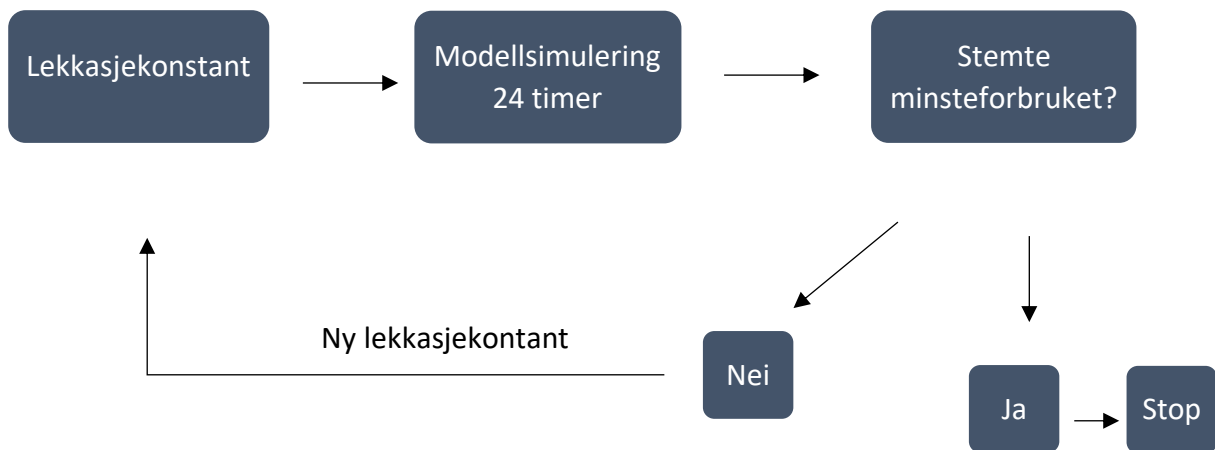 Lekkasjekonstant
Modellsimulering
24 timer
Stemte
minsteforbruket?
Ny lekkasjekontant
Nei
Ja
Stop